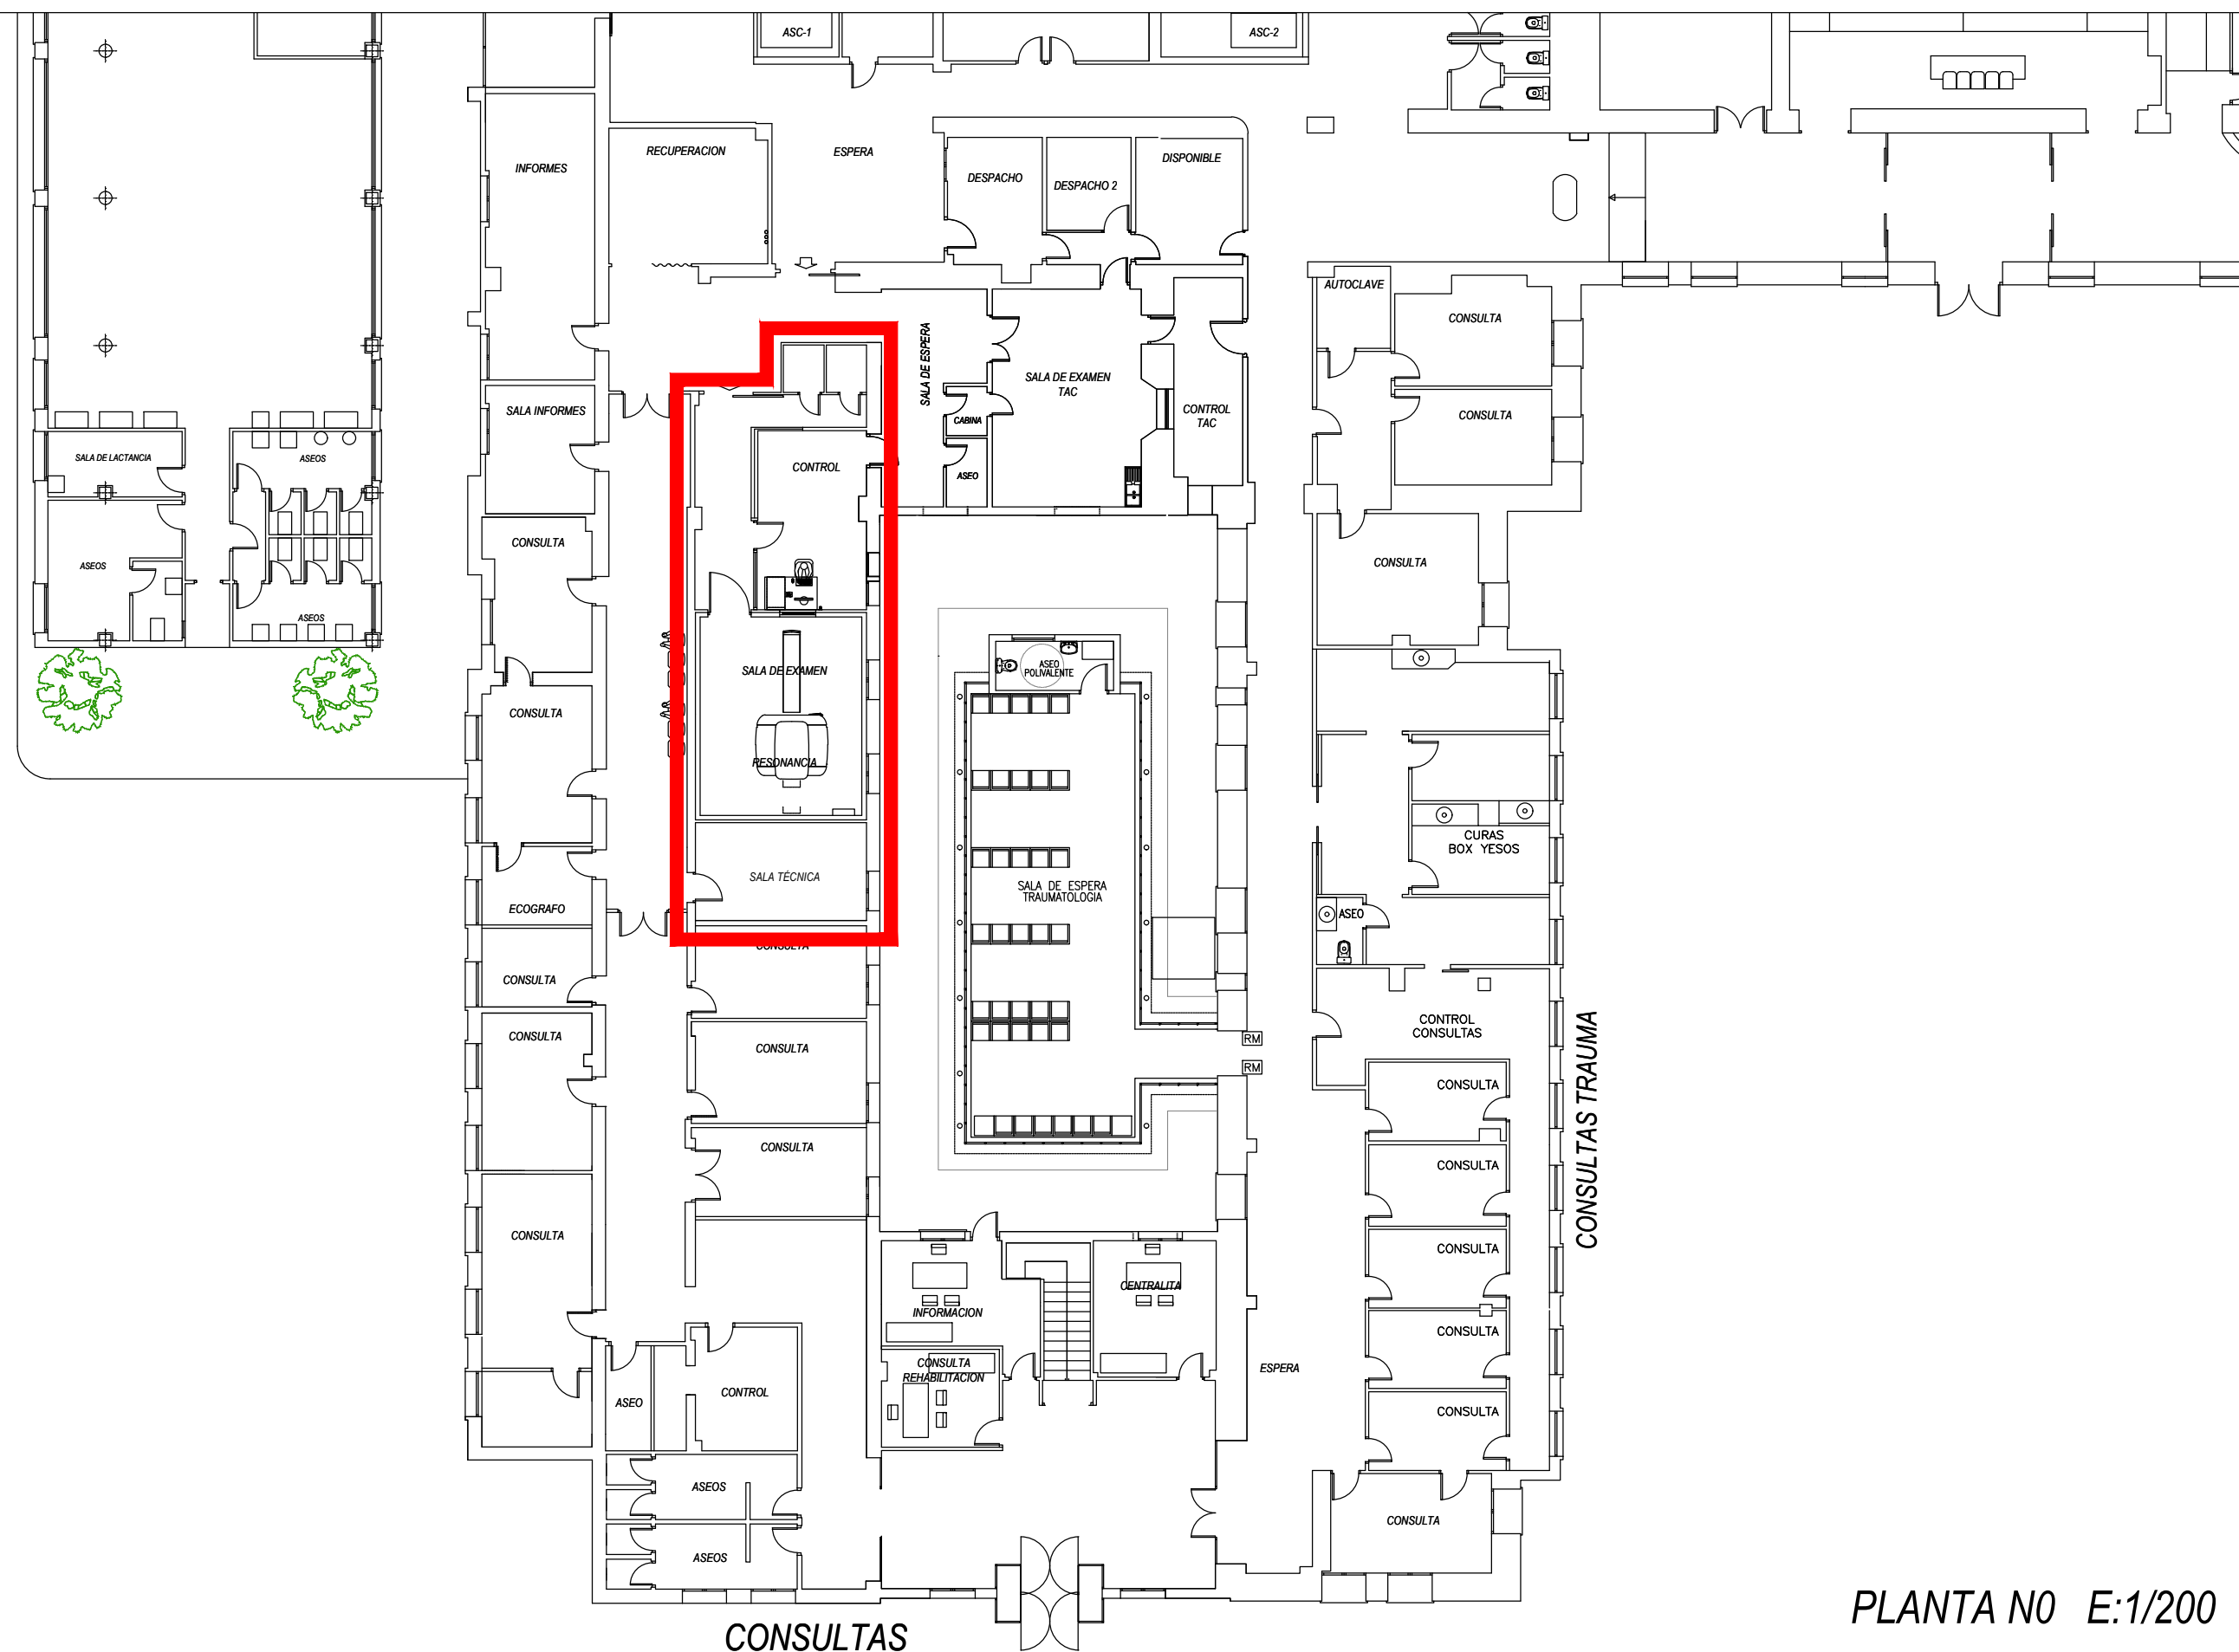 ASC-1
ASC-2
INFORMES
RECUPERACION
ESPERA
DESPACHO
DESPACHO 2
DISPONIBLE
AUTOCLAVE
CONSULTA
SALA DE ESPERA
SALA DE EXAMEN
TAC
CONTROL
TAC
CABINA
ASEO
CONSULTA
SALA INFORMES
CONTROL
SALA DE LACTANCIA
ASEOS
ASEOS
ASEOS
CONSULTA
CONSULTA
SALA DE EXAMEN
RESONANCIA
ASEO
POLIVALENTE
CONSULTA
CURAS
BOX YESOS
SALA TÉCNICA
SALA DE ESPERA
TRAUMATOLOGIA
ECOGRAFO
ASEO
CONSULTA
CONSULTA
CONSULTA
CONSULTA
RM
RM
CONTROL
CONSULTAS
CONSULTAS TRAUMA
CONSULTA
CONSULTA
CONSULTA
CONSULTA
CONSULTA
CONSULTA
CONSULTA
INFORMACION
CENTRALITA
CONSULTA
REHABILITACION
ESPERA
CONSULTA
CONSULTA
ASEO
CONTROL
ASEOS
ASEOS
CONSULTA
CONSULTAS
PLANTA N0 E:1/200